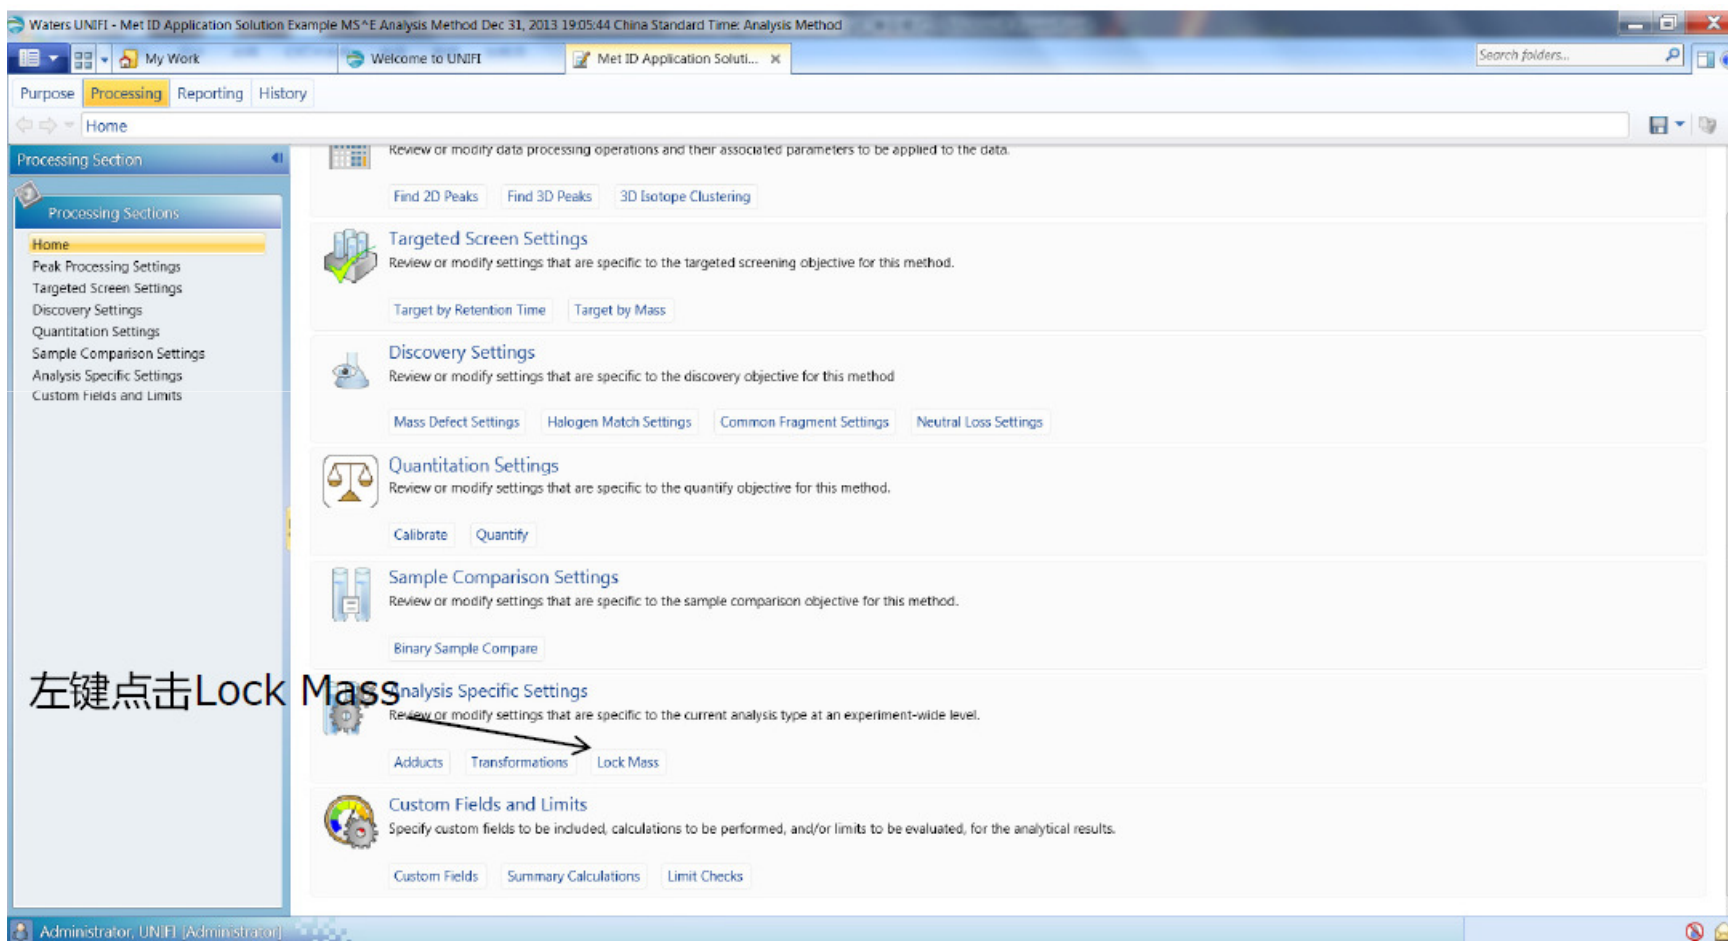 Waters UNIFI - Met ID Application Solution Example MS^E Analysis Method Dec 31, 2013 19:05:44 China Standard Time: Analysis Method
My Work
Welcome to UNIFI
Met ID Application Soluti...
Search folders...
Purpose Processing Reporting History
Home
Processing Section
Processing Sections
Home
Peak Processing Settings
Targeted Screen Settings
Discovery Settings
Quantitation Settings
Sample Comparison Settings
Analysis Specific Settings
Custom Fields and Limits
Review or modify data processing operations and their associated parameters to be applied to the data.
Find 2D Peaks Find 3D Peaks 3D Isotope Clustering
Targeted Screen Settings
Review or modify settings that are specific to the targeted screening objective for this method.
Target by Retention Time Target by Mass
Discovery Settings
Review or modify settings that are specific to the discovery objective for this method
Mass Defect Settings Halogen Match Settings Common Fragment Settings Neutral Loss Settings
Quantitation Settings
Review or modify settings that are specific to the quantify objective for this method.
Calibrate Quantify
Sample Comparison Settings
Review or modify settings that are specific to the sample comparison objective for this method.
Binary Sample Compare
左键点击Lock Mass
Analysis Specific Settings
Review or modify settings that are specific to the current analysis type at an experiment-wide level.
Adducts Transformations Lock Mass
Custom Fields and Limits
Specify custom fields to be included, calculations to be performed, and/or limits to be evaluated, for the analytical results.
Custom Fields Summary Calculations Limit Checks
Administrator, UNIFI [Administrator]